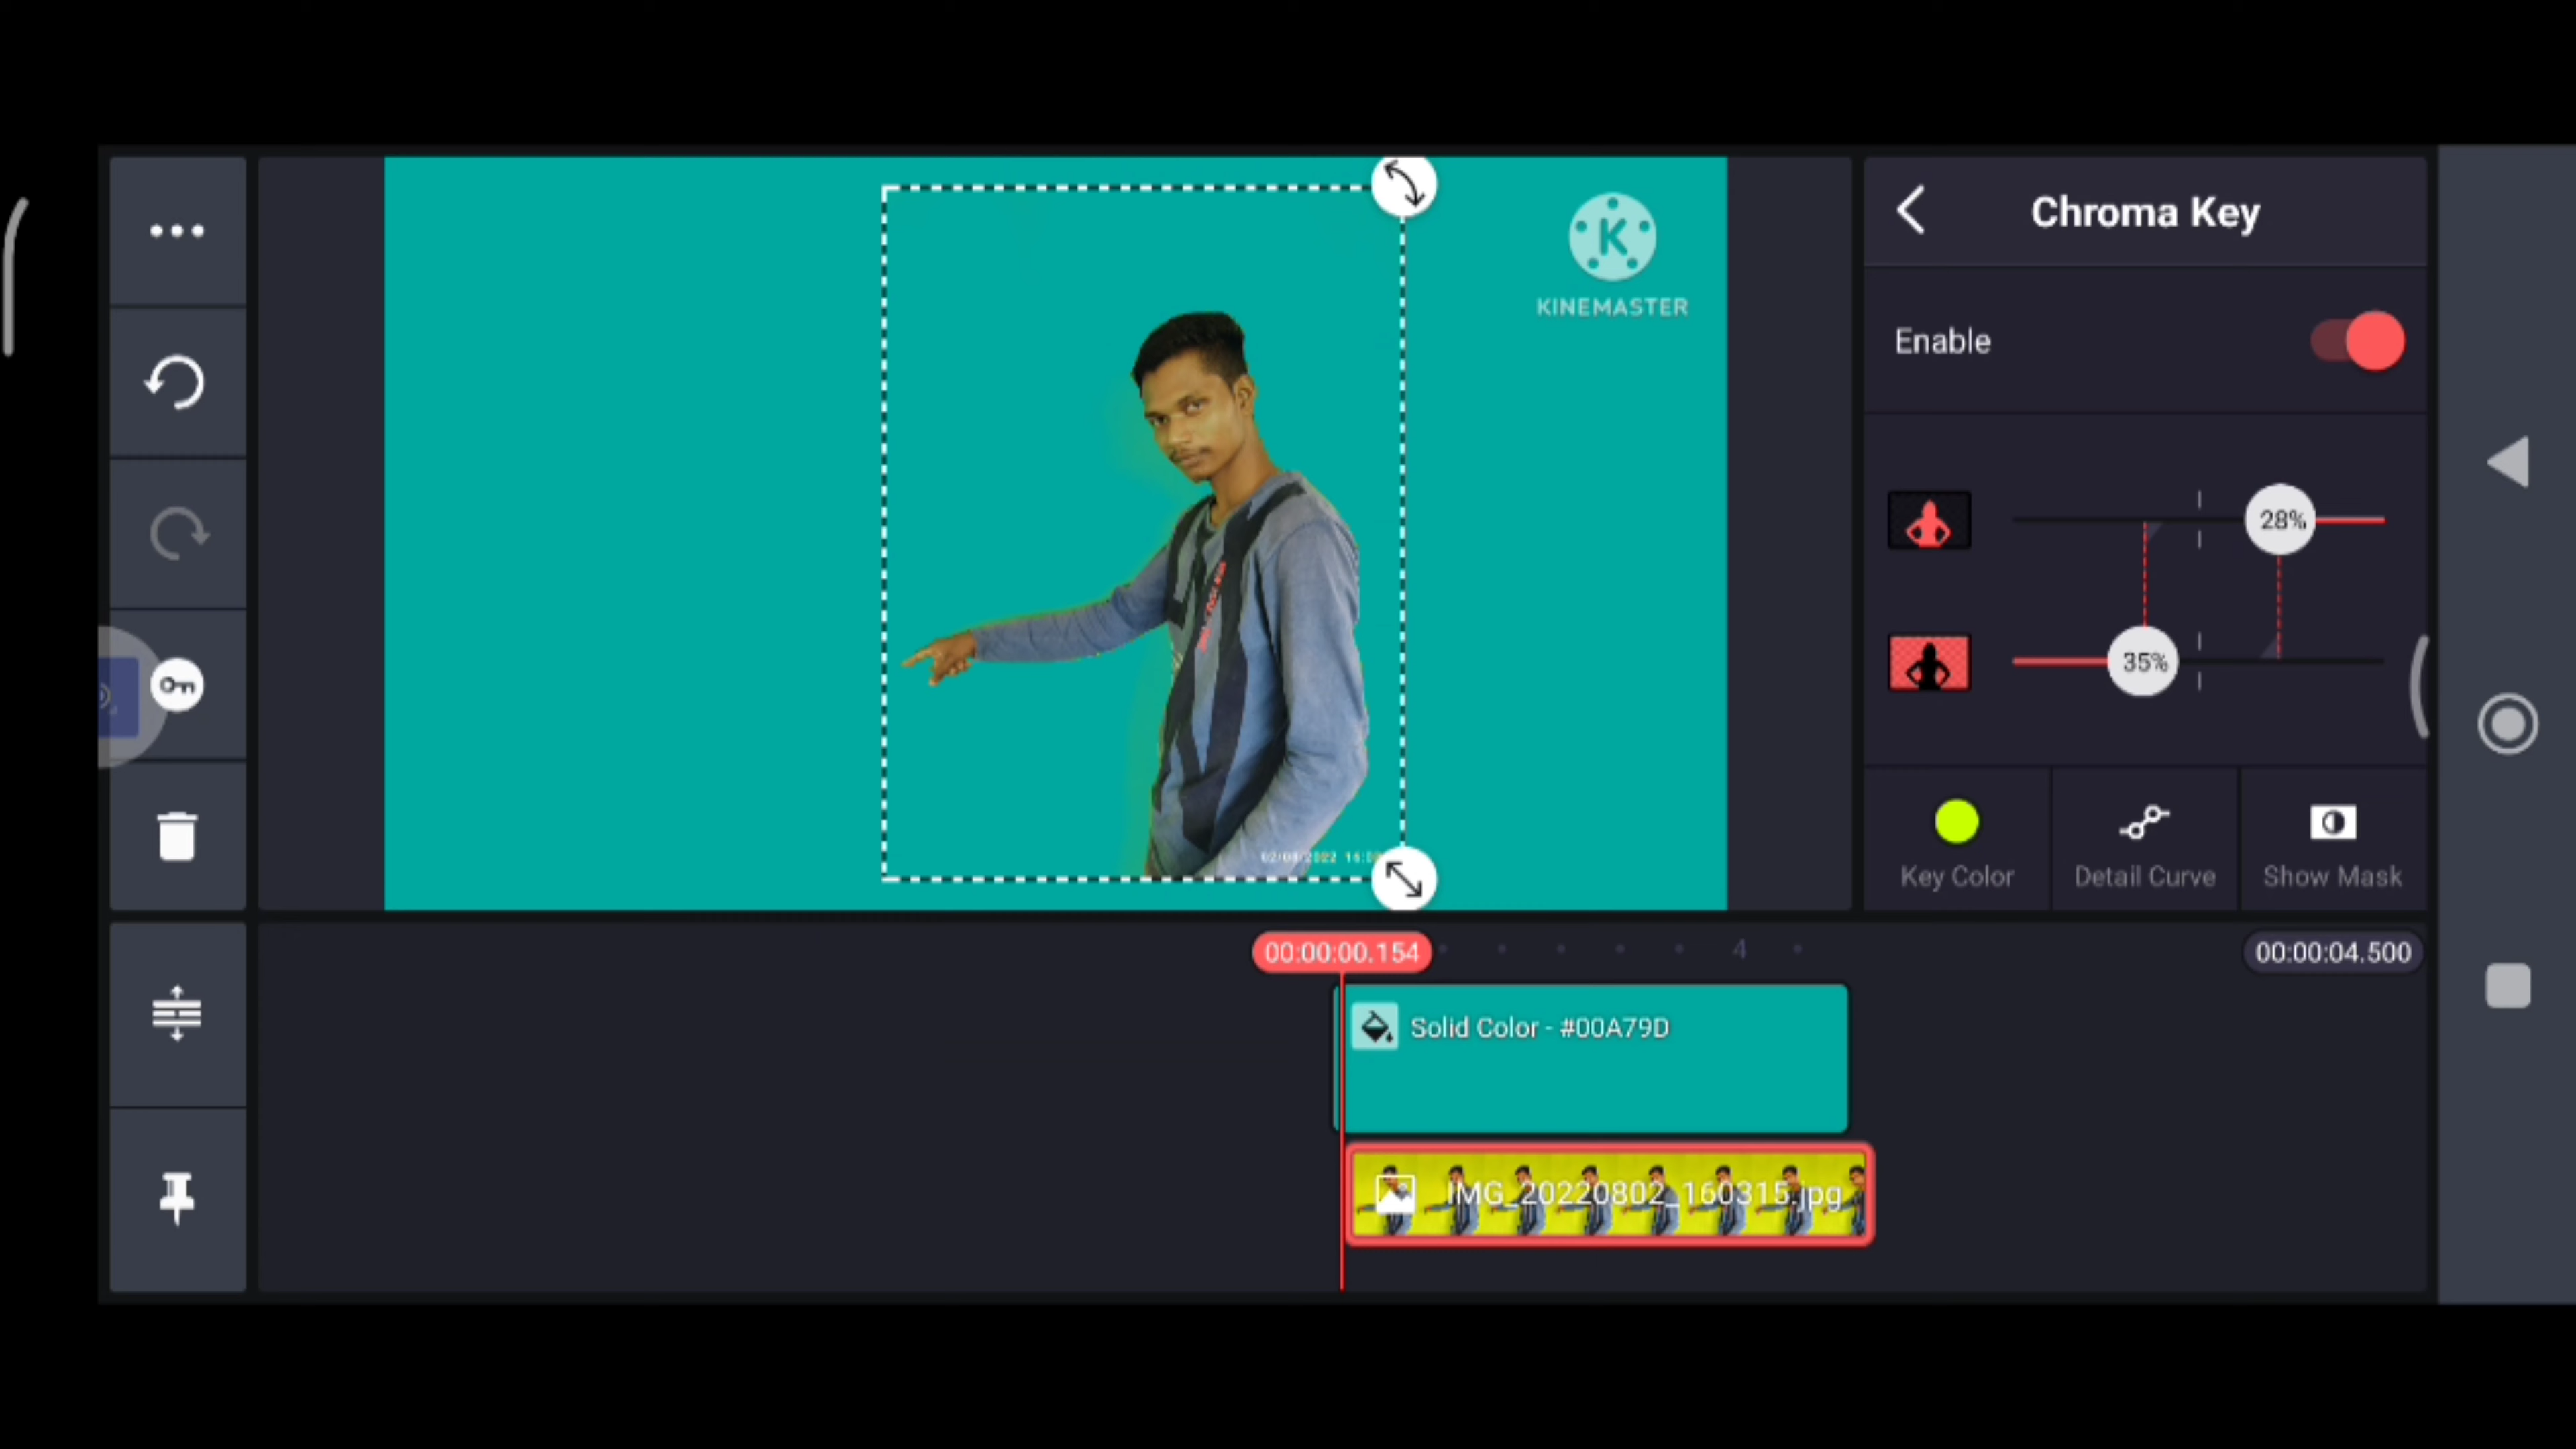 Chroma Key
KINEMASTER
Enable
28%
35%
Key Color
Detail Curve
Show Mask
00:00:00.154
4
00:00:04.500
Solid Color - #00A79D
IMG_20220802_160315.jpg